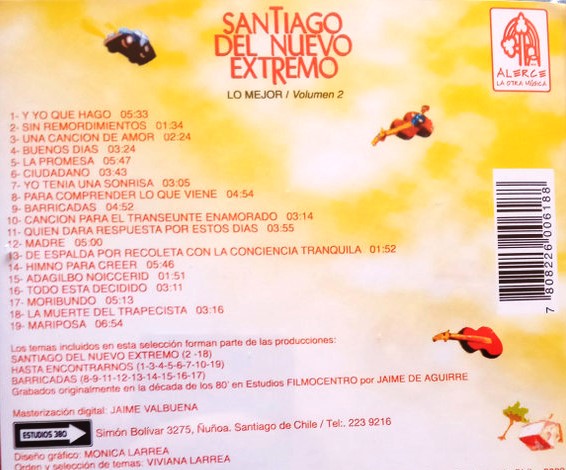 SANTIAGO
DEL NUEVO
EXTREMO
LO MEJOR / Volumen 2
ALERCE
LA OTRA MÚSICA
1- Y YO QUE HAGO 05:33
2- SIN REMORDIMIENTOS 01:34
3- UNA CANCION DE AMOR 02:24
4- BUENOS DIAS 03:24
5- LA PROMESA 05:47
6- CIUDADANO 03:43
7- YO TENIA UNA SONRISA 03:05
8- PARA COMPRENDER LO QUE VIENE 04:54
9- BARRICADAS 04:52
10- CANCION PARA EL TRANSEUNTE ENAMORADO 03:14
11- QUIEN DARA RESPUESTA POR ESTOS DIAS 03:55
12- MADRE 05:00
13- DE ESPALDA POR RECOLETA CON LA CONCIENCIA TRANQUILA 01:52
14- HIMNO PARA CREER 05:46
15- ADAGILBO NOICCERID 01:51
16- TODO ESTA DECIDIDO 03:11
17- MORIBUNDO 05:13
18- LA MUERTE DEL TRAPECISTA 03:16
19- MARIPOSA 06:54
7 808226 006188
Los temas incluidos en esta selección forman parte de las producciones:
SANTIAGO DEL NUEVO EXTREMO (2 -18)
HASTA ENCONTRARNOS (1-3-4-5-6-7-10-19)
BARRICADAS (8-9-11-12-13-14-15-16-17)
Grabados originalmente en la década de los 80' en Estudios FILMOCENTRO por JAIME DE AGUIRRE
Masterización digital: JAIME VALBUENA
ESTUDIOS 380
Simón Bolívar 3275, Ñuñoa. Santiago de Chile / Tel:. 223 9216
Diseño gráfico: MONICA LARREA
Orden y selección de temas: VIVIANA LARREA